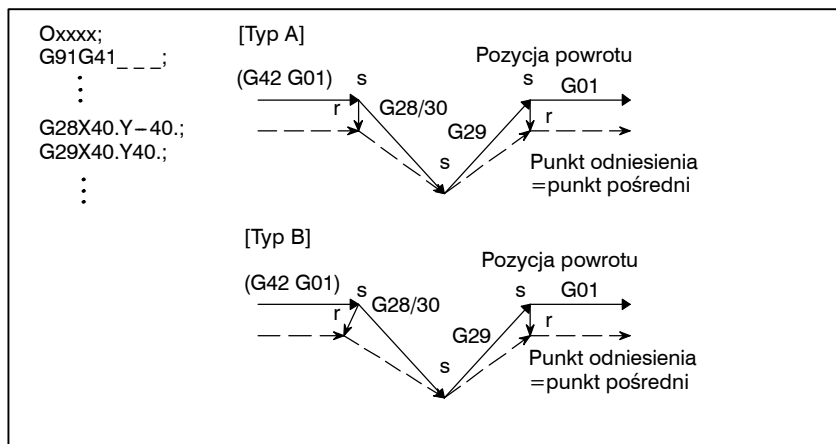 Oxxxx;
G91G41_ _ _;
⋮
G28X40.Y–40.;
G29X40.Y40.;
⋮
[Typ A]
Pozycja powrotu
(G42 G01) s s G01
r G28/30 G29 r
s
Punkt odniesienia
=punkt pośredni
[Typ B]
Pozycja powrotu
(G42 G01) s s G01
r G28/30 G29 r
s
Punkt odniesienia
=punkt pośredni